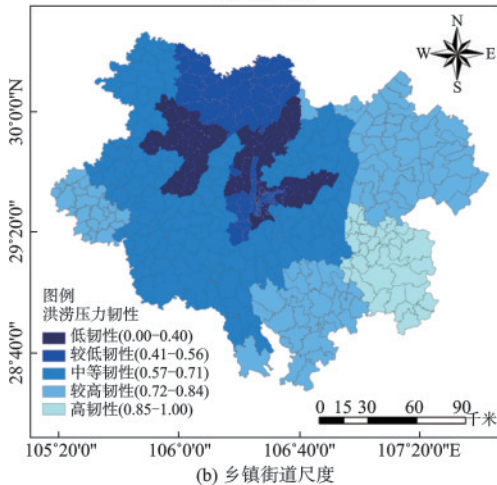 N
W E
S
30°0'0"N
29°20'0"
28°40'0"
图例
洪涝压力韧性
低韧性(0.00-0.40)
较低韧性(0.41-0.56)
中等韧性(0.57-0.71)
较高韧性(0.72-0.84)
高韧性(0.85-1.00)
0 15 30 60 90
千米
105°20'0" 106°0'0" 106°40'0" 107°20'0"E
(b) 乡镇街道尺度